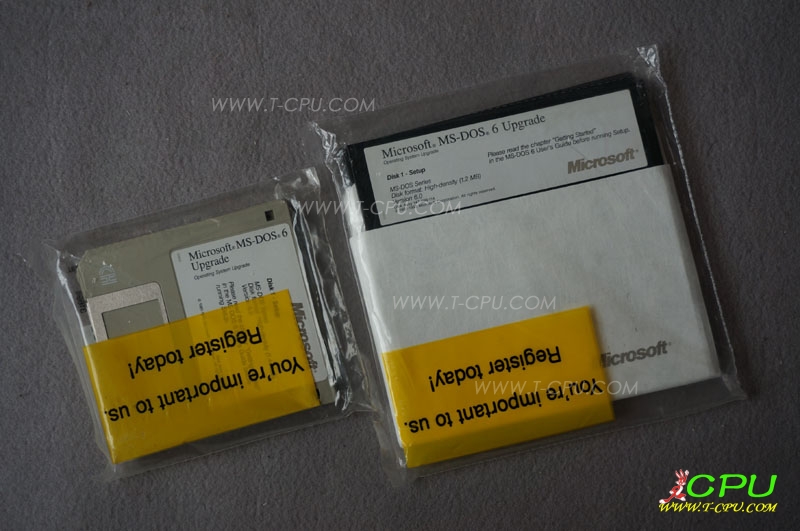 WWW.T-CPU.COM
Microsoft® MS-DOS® 6 Upgrade
Operating System Upgrade
Disk 1 - Setup
MS-DOS Series
Disk format: High-density (1.2 MB)
Version 6.0
Please read the chapter "Getting Started"
in the MS-DOS 6 User's Guide before running Setup.
Microsoft®
WWW.T-CPU.COM
Microsoft® MS-DOS® 6
Upgrade
Operating System Upgrade
Microsoft
You're important to us.
Register today!
WWW.T-CPU.COM
Microsoft®
You're important to us.
Register today!
WWW.T-CPU.COM
CPU
WWW.T-CPU.COM